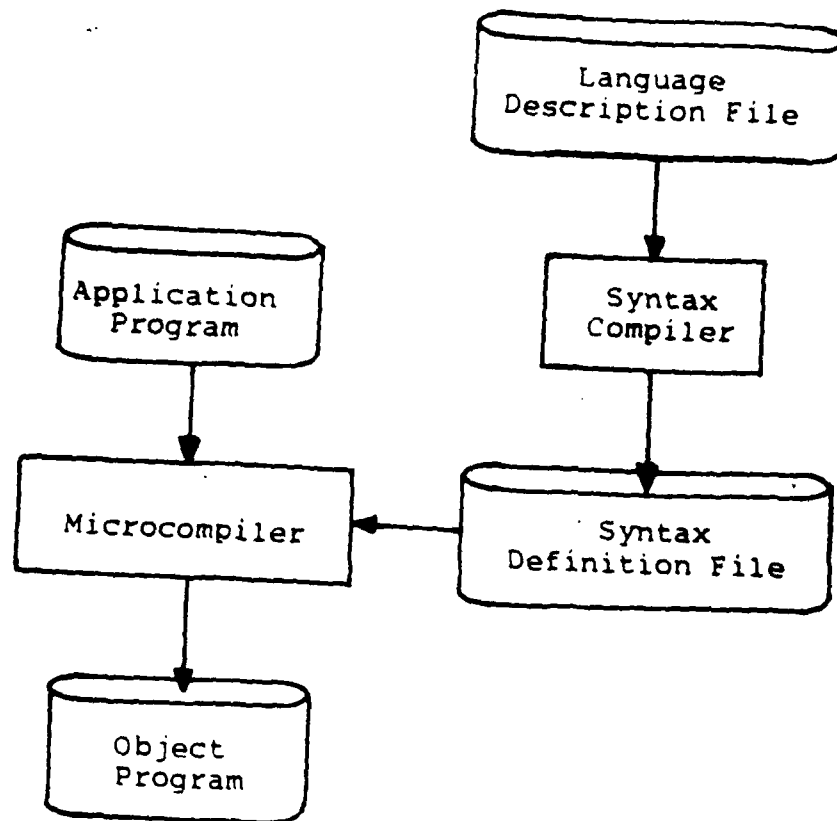 Language
Description File
Application
Program
Syntax
Compiler
Microcompiler
Syntax
Definition File
Object
Program